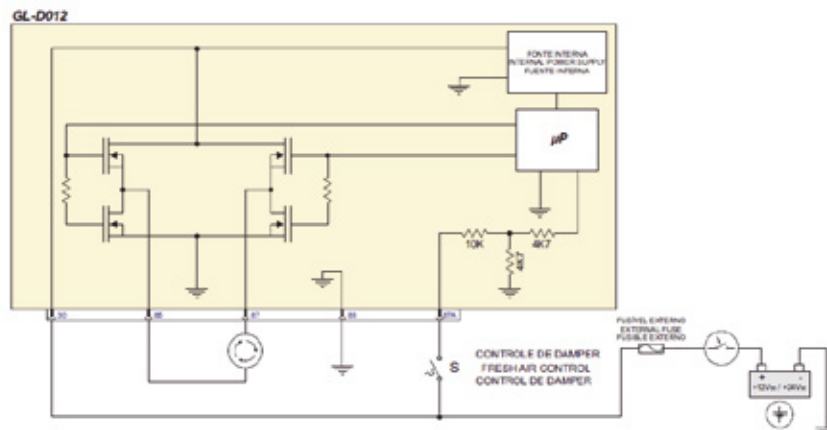 GL-D012
FONTE INTERNA
INTERNAL POWER SUPPLY
FUENTE INTERNA
µP
10K
4K7
4K7
30
85
87
87A
FUSÍVEL EXTERNO
EXTERNAL FUSE
FUSIBLE EXTERNO
S
CONTROLE DE DAMPER
FRESH AIR CONTROL
CONTROL DE DAMPER
+ -
+12Vcc / +24Vcc